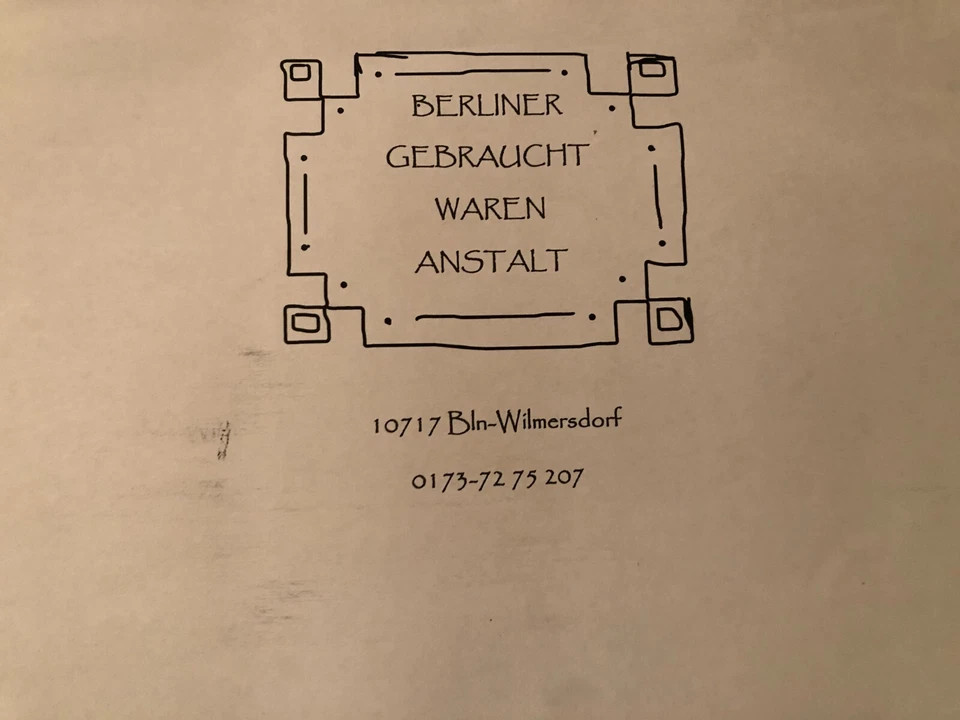 BERLINER
GEBRAUCHT
WAREN
ANSTALT
10717 Bln-Wilmersdorf
0173-72 75 207